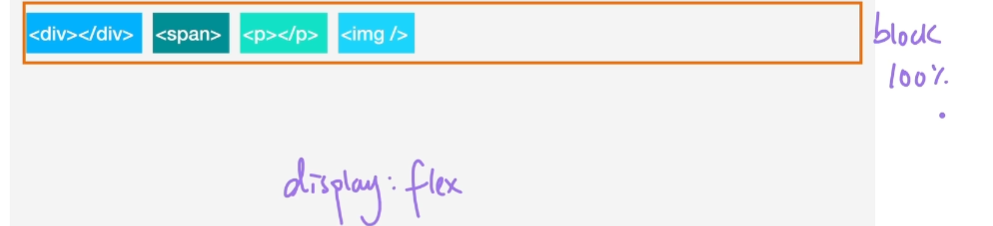 <div></div> <span> <p></p> <img />
block
100%
display: flex